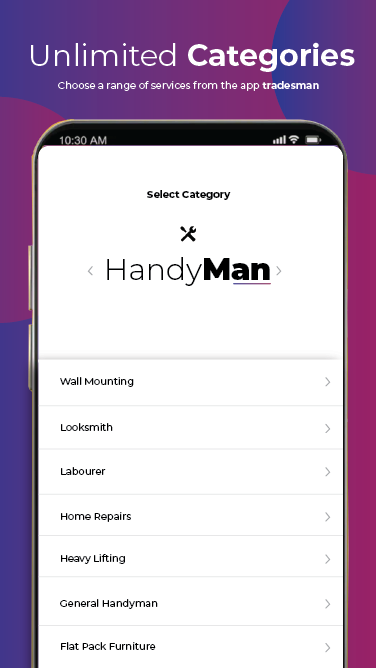 Unlimited Categories
Choose a range of services from the app tradesman
10:30 AM
Select Category
HandyMan
Wall Mounting
Looksmith
Labourer
Home Repairs
Heavy Lifting
General Handyman
Flat Pack Furniture